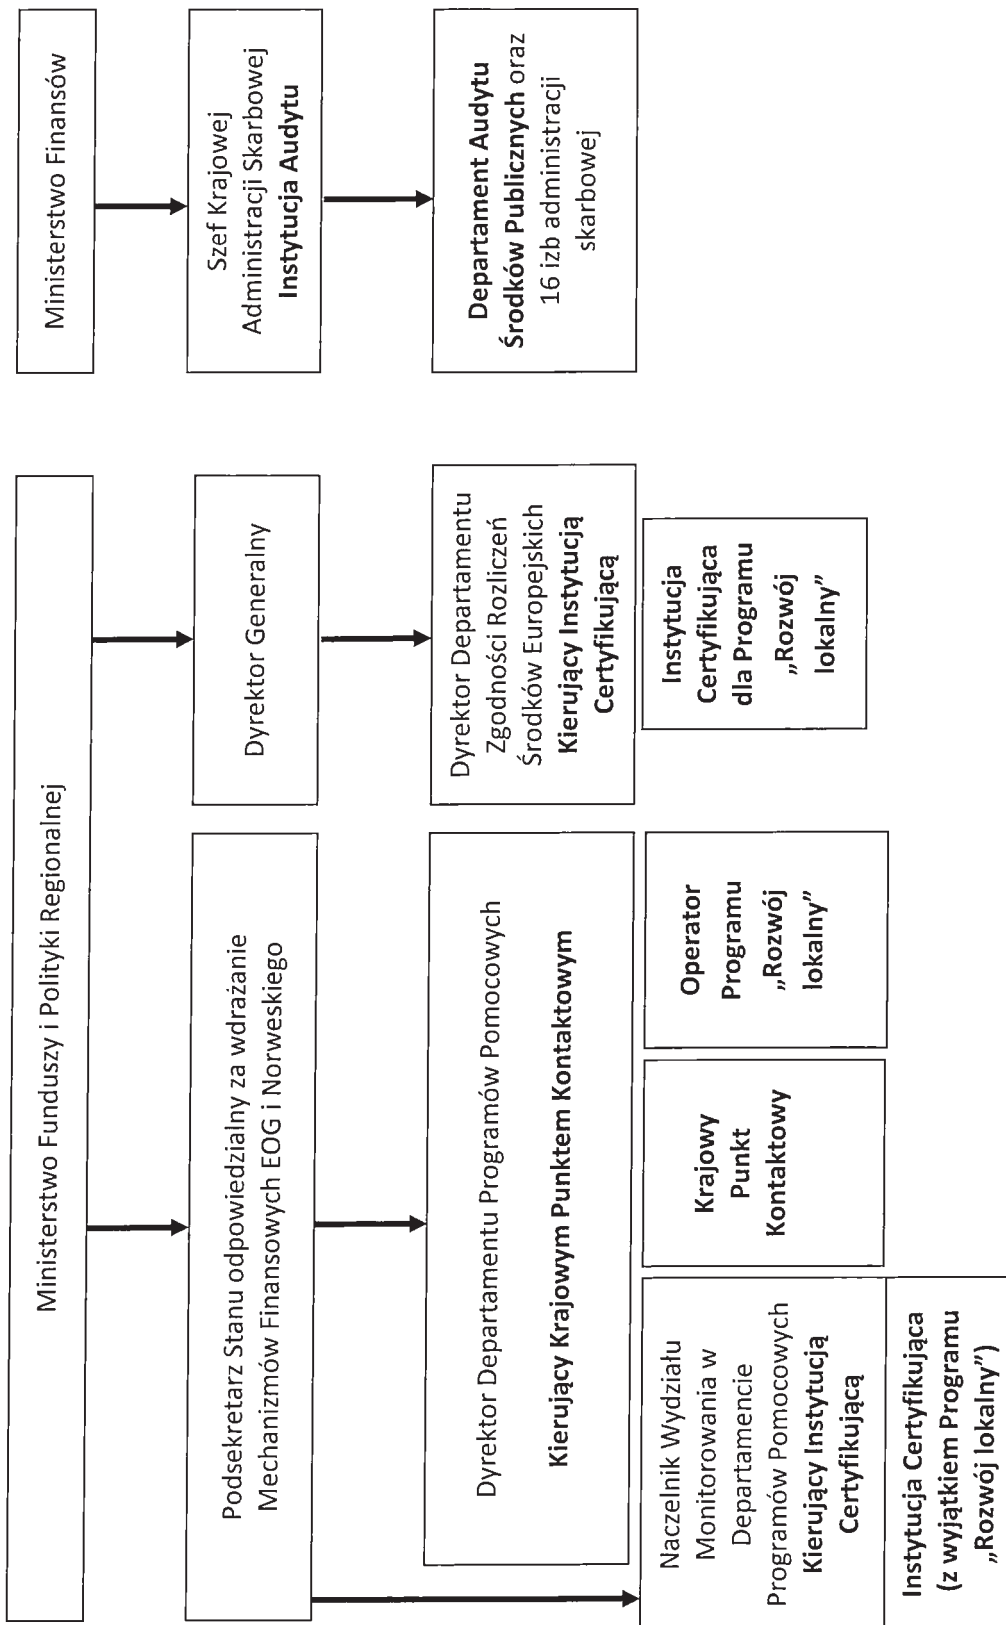 Ministerstwo Funduszy i Polityki Regionalnej
Ministerstwo Finansów
Podsekretarz Stanu odpowiedzialny za wdrażanie
Mechanizmów Finansowych EOG i Norweskiego
Dyrektor Generalny
Szef Krajowej
Administracji Skarbowej
Instytucja Audytu
Dyrektor Departamentu Programów Pomocowych
Kierujący Krajowym Punktem Kontaktowym
Dyrektor Departamentu
Zgodności Rozliczeń
Środków Europejskich
Kierujący Instytucją
Certyfikującą
Departament Audytu
Środków Publicznych oraz
16 izb administracji
skarbowej
Naczelnik Wydziału
Monitorowania w
Departamencie
Programów Pomocowych
Kierujący Instytucją
Certyfikującą
Krajowy
Punkt
Kontaktowy
Operator
Programu
„Rozwój
lokalny”
Instytucja
Certyfikująca
dla Programu
„Rozwój
lokalny”
Instytucja Certyfikująca
(z wyjątkiem Programu
„Rozwój lokalny”)